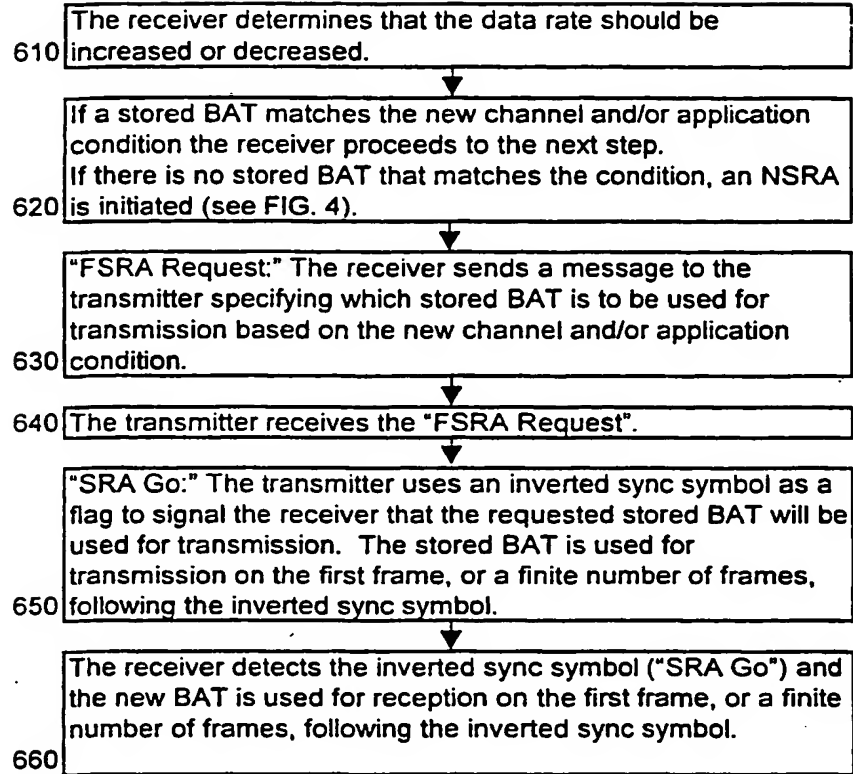 The receiver determines that the data rate should be
610 increased or decreased.
If a stored BAT matches the new channel and/or application
condition the receiver proceeds to the next step.
If there is no stored BAT that matches the condition, an NSRA
620 is initiated (see FIG. 4).
"FSRA Request:" The receiver sends a message to the
transmitter specifying which stored BAT is to be used for
transmission based on the new channel and/or application
630 condition.
640 The transmitter receives the "FSRA Request".
"SRA Go:" The transmitter uses an inverted sync symbol as a
flag to signal the receiver that the requested stored BAT will be
used for transmission. The stored BAT is used for
transmission on the first frame, or a finite number of frames,
650 following the inverted sync symbol.
The receiver detects the inverted sync symbol ("SRA Go") and
the new BAT is used for reception on the first frame, or a finite
number of frames, following the inverted sync symbol.
660